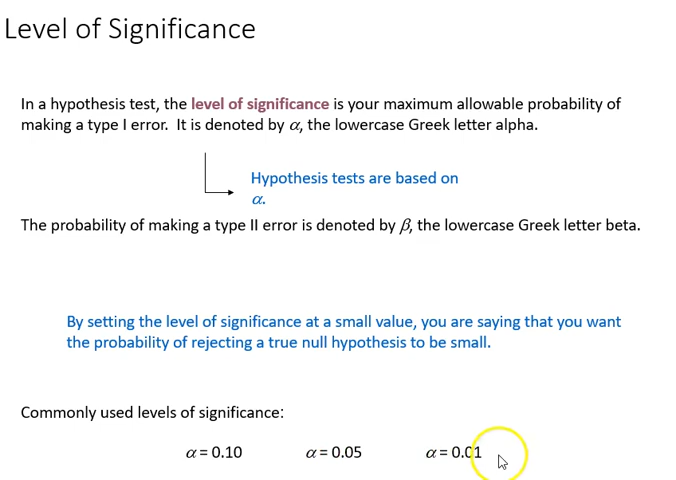 Level of Significance
In a hypothesis test, the level of significance is your maximum allowable probability of
making a type I error. It is denoted by α, the lowercase Greek letter alpha.
Hypothesis tests are based on
α.
The probability of making a type II error is denoted by β, the lowercase Greek letter beta.
By setting the level of significance at a small value, you are saying that you want
the probability of rejecting a true null hypothesis to be small.
Commonly used levels of significance:
α = 0.10 α = 0.05 α = 0.01